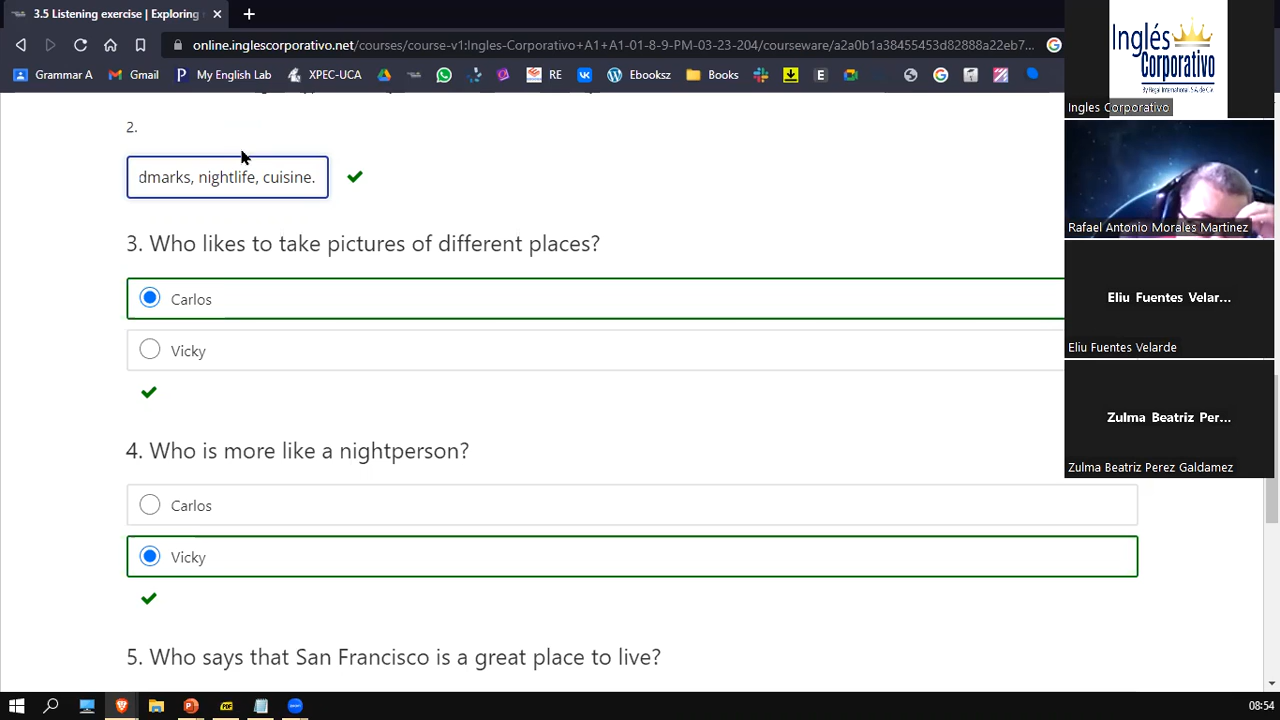 3.5 Listening exercise | Exploring
online.inglescorporativo.net/courses/course-v1:Ingles-Corporativo+A1+A1-01-8-9-PM-03-23-204/courseware/a2a0b1a38455453d82888a22eb7...
Grammar A
Gmail
My English Lab
XPEC-UCA
RE
Ebooksz
Books
Inglés
Corporativo
Ingles Corporativo
2.
dmarks, nightlife, cuisine.
Rafael Antonio Morales Martinez
3. Who likes to take pictures of different places?
Carlos
Vicky
Eliu Fuentes Velar...
Eliu Fuentes Velarde
4. Who is more like a nightperson?
Carlos
Vicky
Zulma Beatriz Per...
Zulma Beatriz Perez Galdamez
5. Who says that San Francisco is a great place to live?
08:54